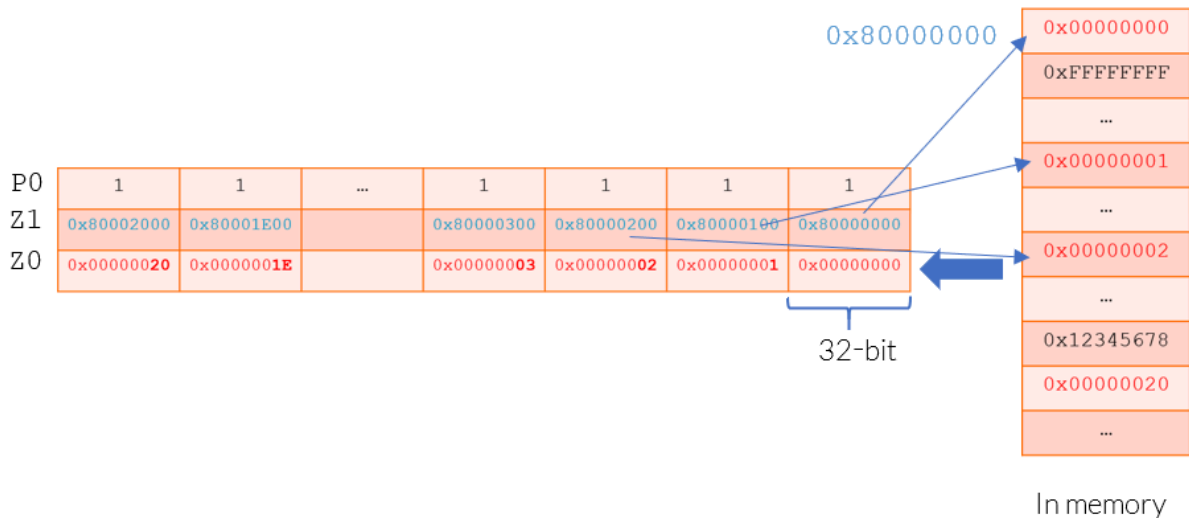 0x80000000
P0 1 1 … 1 1 1 1
Z1 0x80002000 0x80001E00 0x80000300 0x80000200 0x80000100 0x80000000
Z0 0x00000020 0x0000001E 0x00000003 0x00000002 0x00000001 0x00000000
32-bit
0x00000000
0xFFFFFFFF
…
0x00000001
…
0x00000002
…
0x12345678
0x00000020
…
In memory